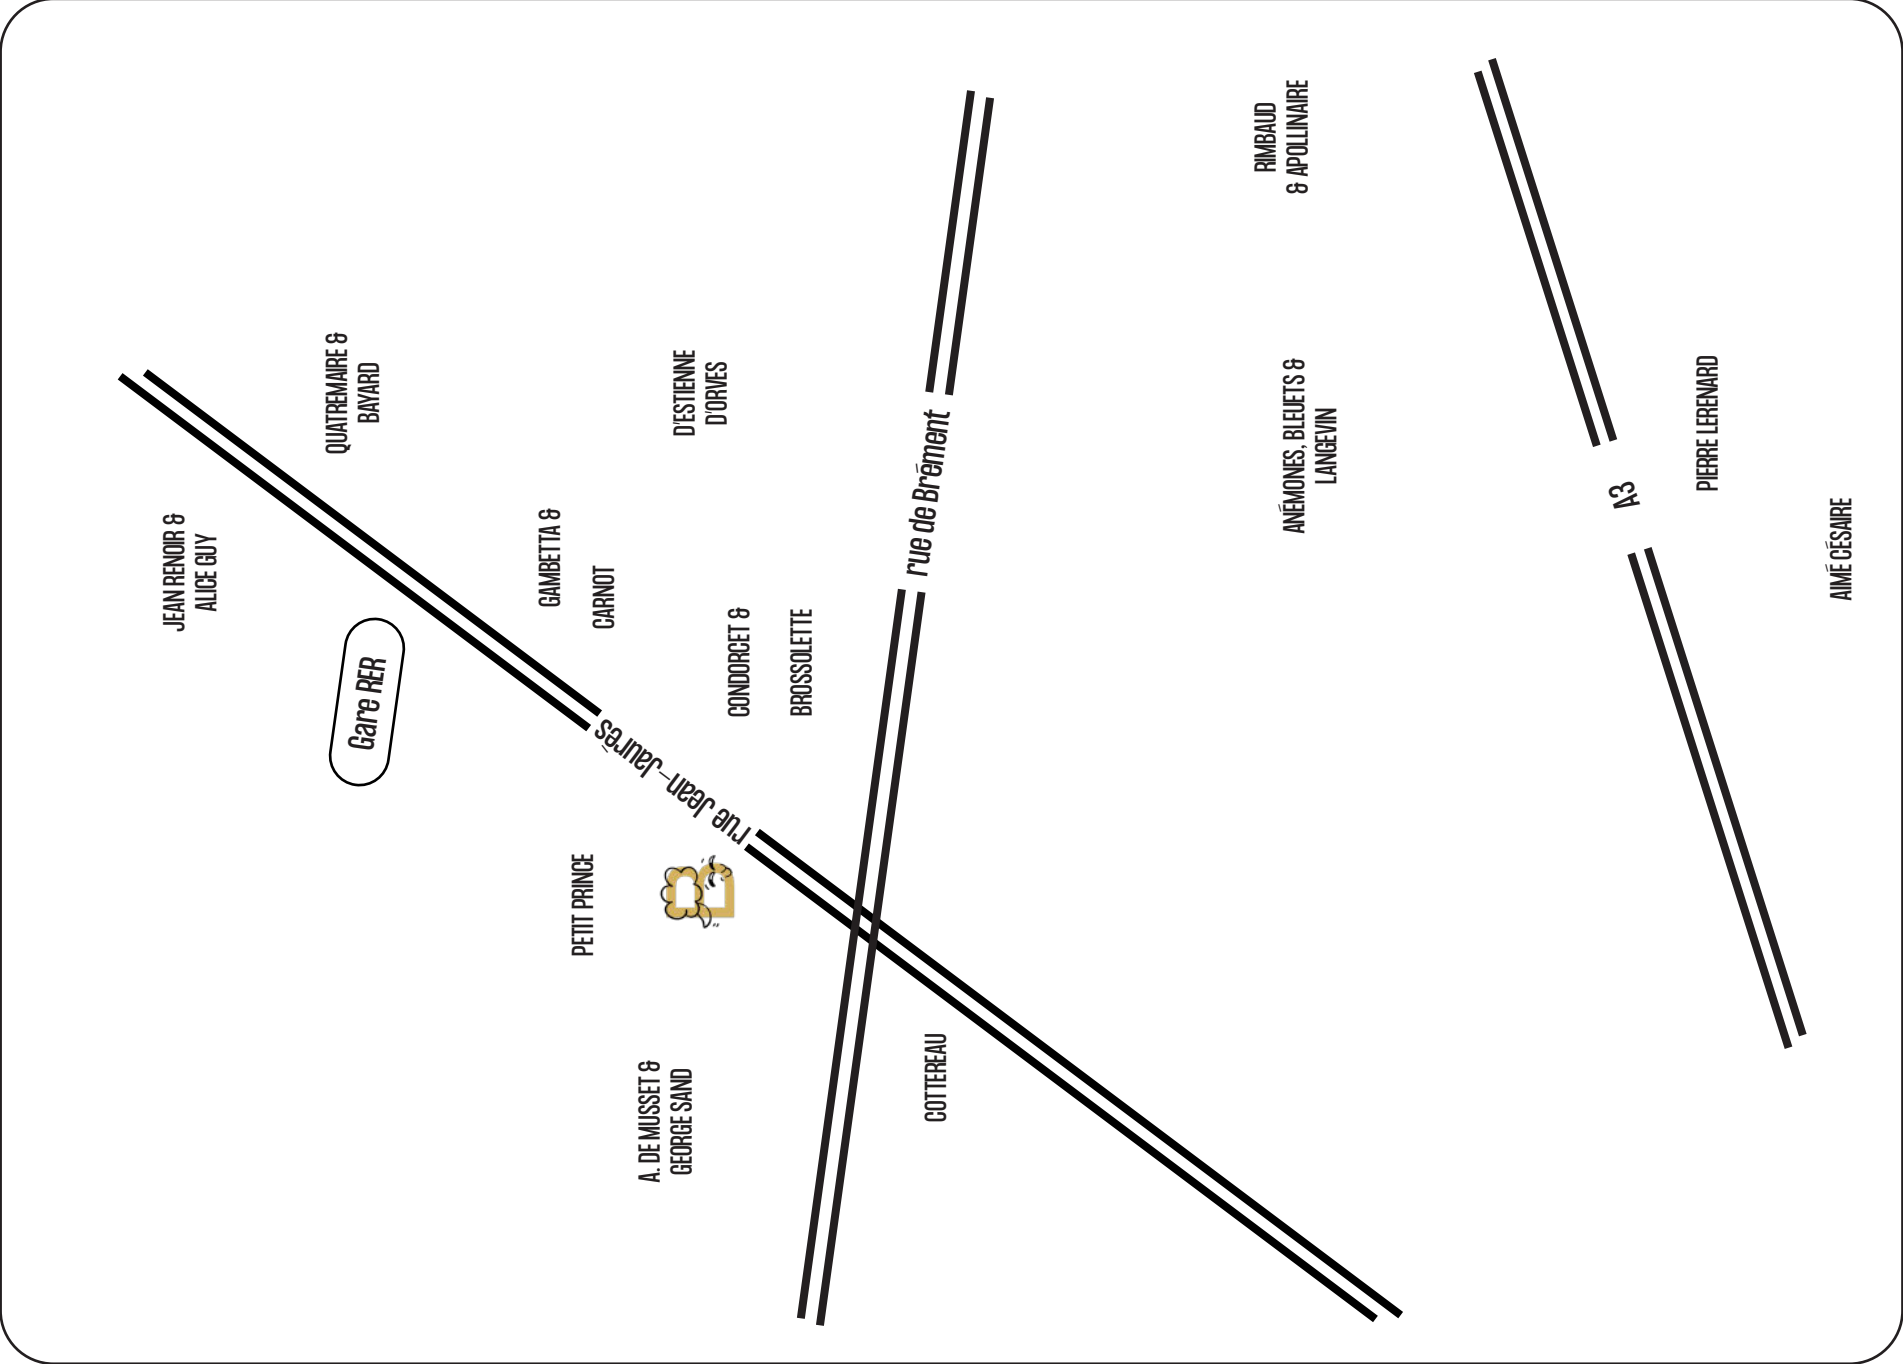 JEAN RENOIR &
ALICE GUY
QUATREMAIRE &
BAYARD
Gare RER
GAMBETTA &
CARNOT
PETIT PRINCE
A. DE MUSSET &
GEORGE SAND
rue Jean-Jaurès
D'ESTIENNE
D'ORVES
CONDORCET &
BROSSOLETTE
rue de Brément
COTTEREAU
RIMBAUD
& APOLLINAIRE
ANÉMONES, BLEUETS &
LANGEVIN
A3
PIERRE LERENARD
AIMÉ CÉSAIRE